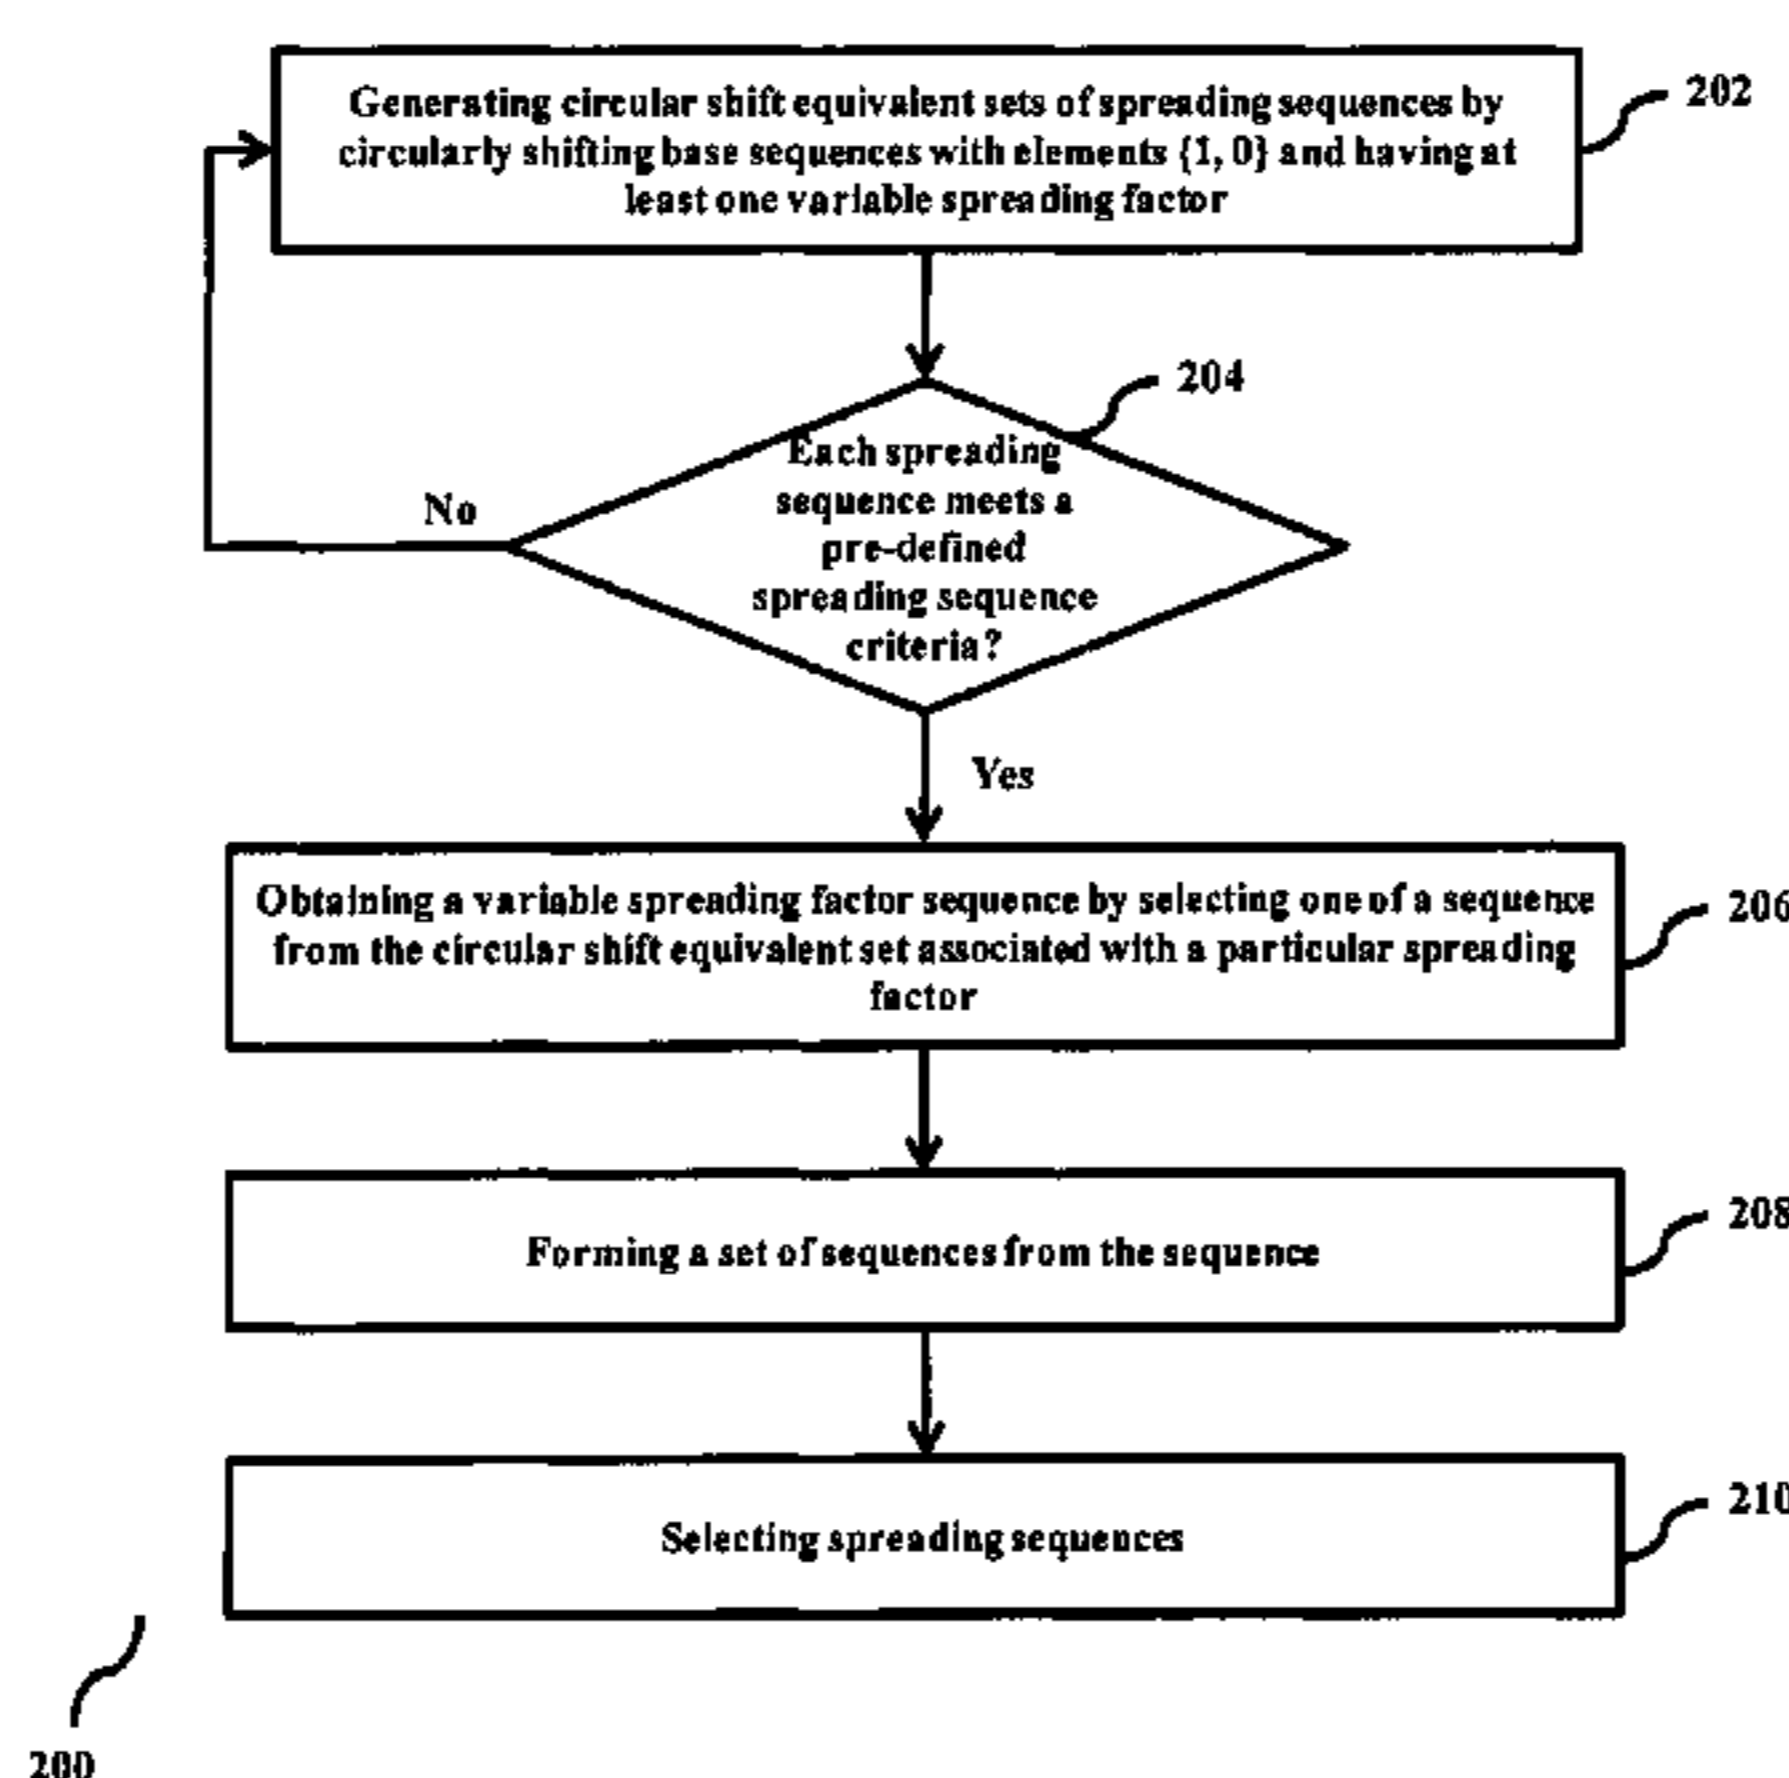 Generating circular shift equivalent sets of spreading sequences by
circularly shifting base sequences with elements {1, 0} and having at
least one variable spreading factor
202
204
Each spreading
sequence meets a
pre-defined
spreading sequence
criteria?
No
Yes
Obtaining a variable spreading factor sequence by selecting one of a sequence
from the circular shift equivalent set associated with a particular spreading
factor
206
Forming a set of sequences from the sequence
208
Selecting spreading sequences
210
200